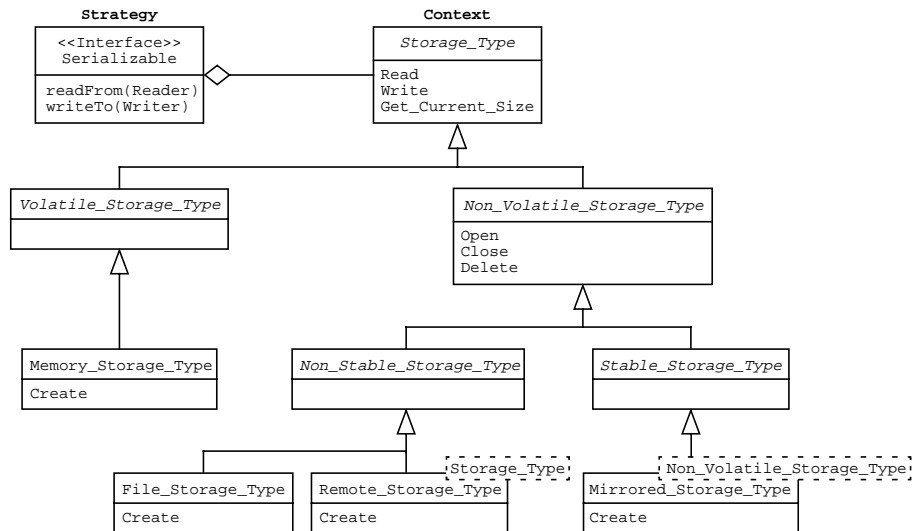 Strategy
Context
<<Interface>>
Serializable
readFrom(Reader)
writeTo(Writer)
Storage_Type
Read
Write
Get_Current_Size
Volatile_Storage_Type
Non_Volatile_Storage_Type
Open
Close
Delete
Memory_Storage_Type
Create
Non_Stable_Storage_Type
Stable_Storage_Type
File_Storage_Type
Create
Storage_Type
Remote_Storage_Type
Create
Non_Volatile_Storage_Type
Mirrored_Storage_Type
Create